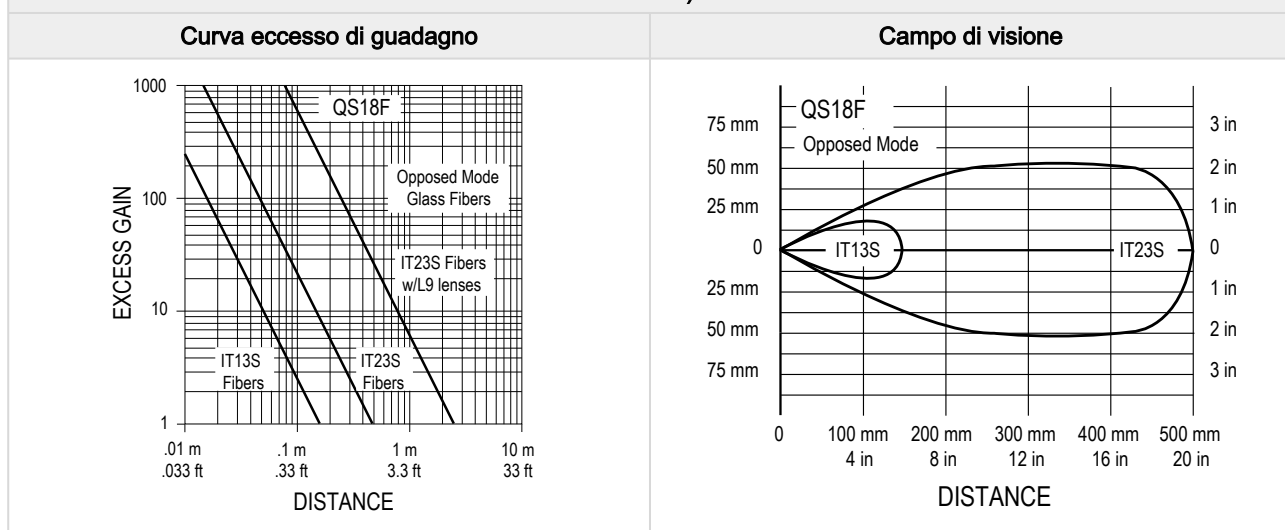 Curva eccesso di guadagno
Campo di visione
1000
100
10
1
EXCESS GAIN
QS18F
Opposed Mode
Glass Fibers
IT23S Fibers
w/L9 lenses
IT13S
Fibers
IT23S
Fibers
.01 m
.033 ft
.1 m
.33 ft
1 m
3.3 ft
10 m
33 ft
DISTANCE
75 mm
50 mm
25 mm
0
25 mm
50 mm
75 mm
QS18F
Opposed Mode
IT13S
IT23S
3 in
2 in
1 in
0
1 in
2 in
3 in
0
100 mm
4 in
200 mm
8 in
300 mm
12 in
400 mm
16 in
500 mm
20 in
DISTANCE